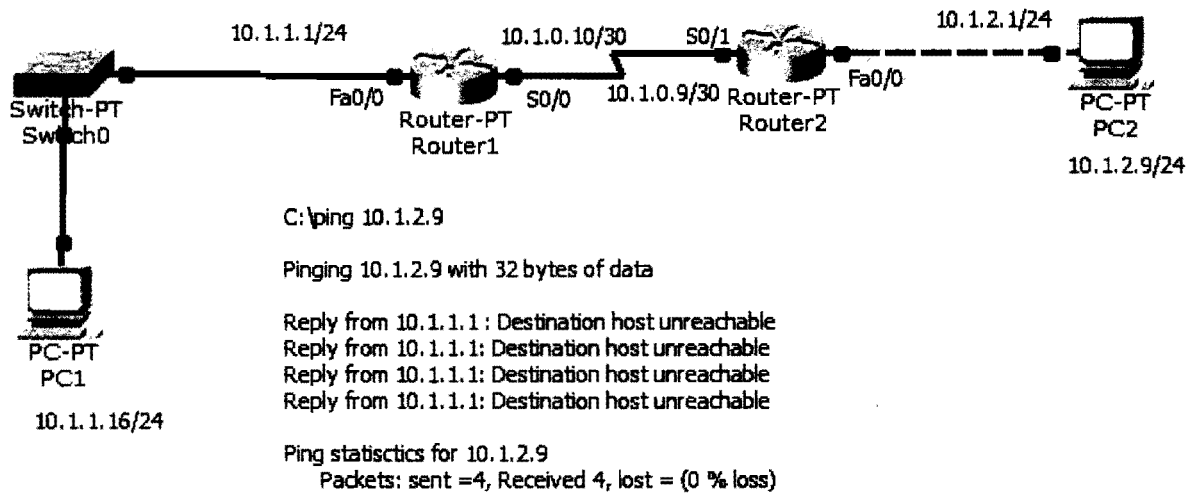 10.1.1.1/24
10.1.0.10/30
S0/1
10.1.2.1/24
Fa0/0
S0/0
10.1.0.9/30
Fa0/0
Switch-PT
Switch0
Router-PT
Router1
Router-PT
Router2
PC-PT
PC2
10.1.2.9/24
C:\ping 10.1.2.9
Pinging 10.1.2.9 with 32 bytes of data
Reply from 10.1.1.1 : Destination host unreachable
Reply from 10.1.1.1: Destination host unreachable
Reply from 10.1.1.1: Destination host unreachable
Reply from 10.1.1.1: Destination host unreachable
PC-PT
PC1
10.1.1.16/24
Ping statisctics for 10.1.2.9
Packets: sent =4, Received 4, lost = (0 % loss)